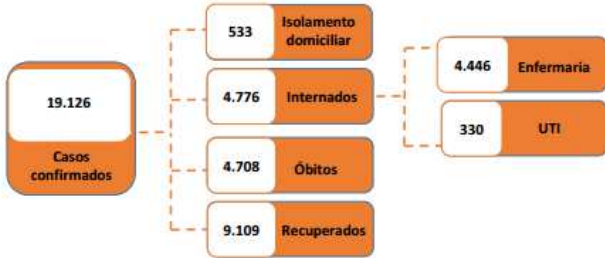 19.126
Casos
confirmados
533
Isolamento
domiciliar
4.776
Internados
4.708
Óbitos
9.109
Recuperados
4.446
Enfermaria
330
UTI